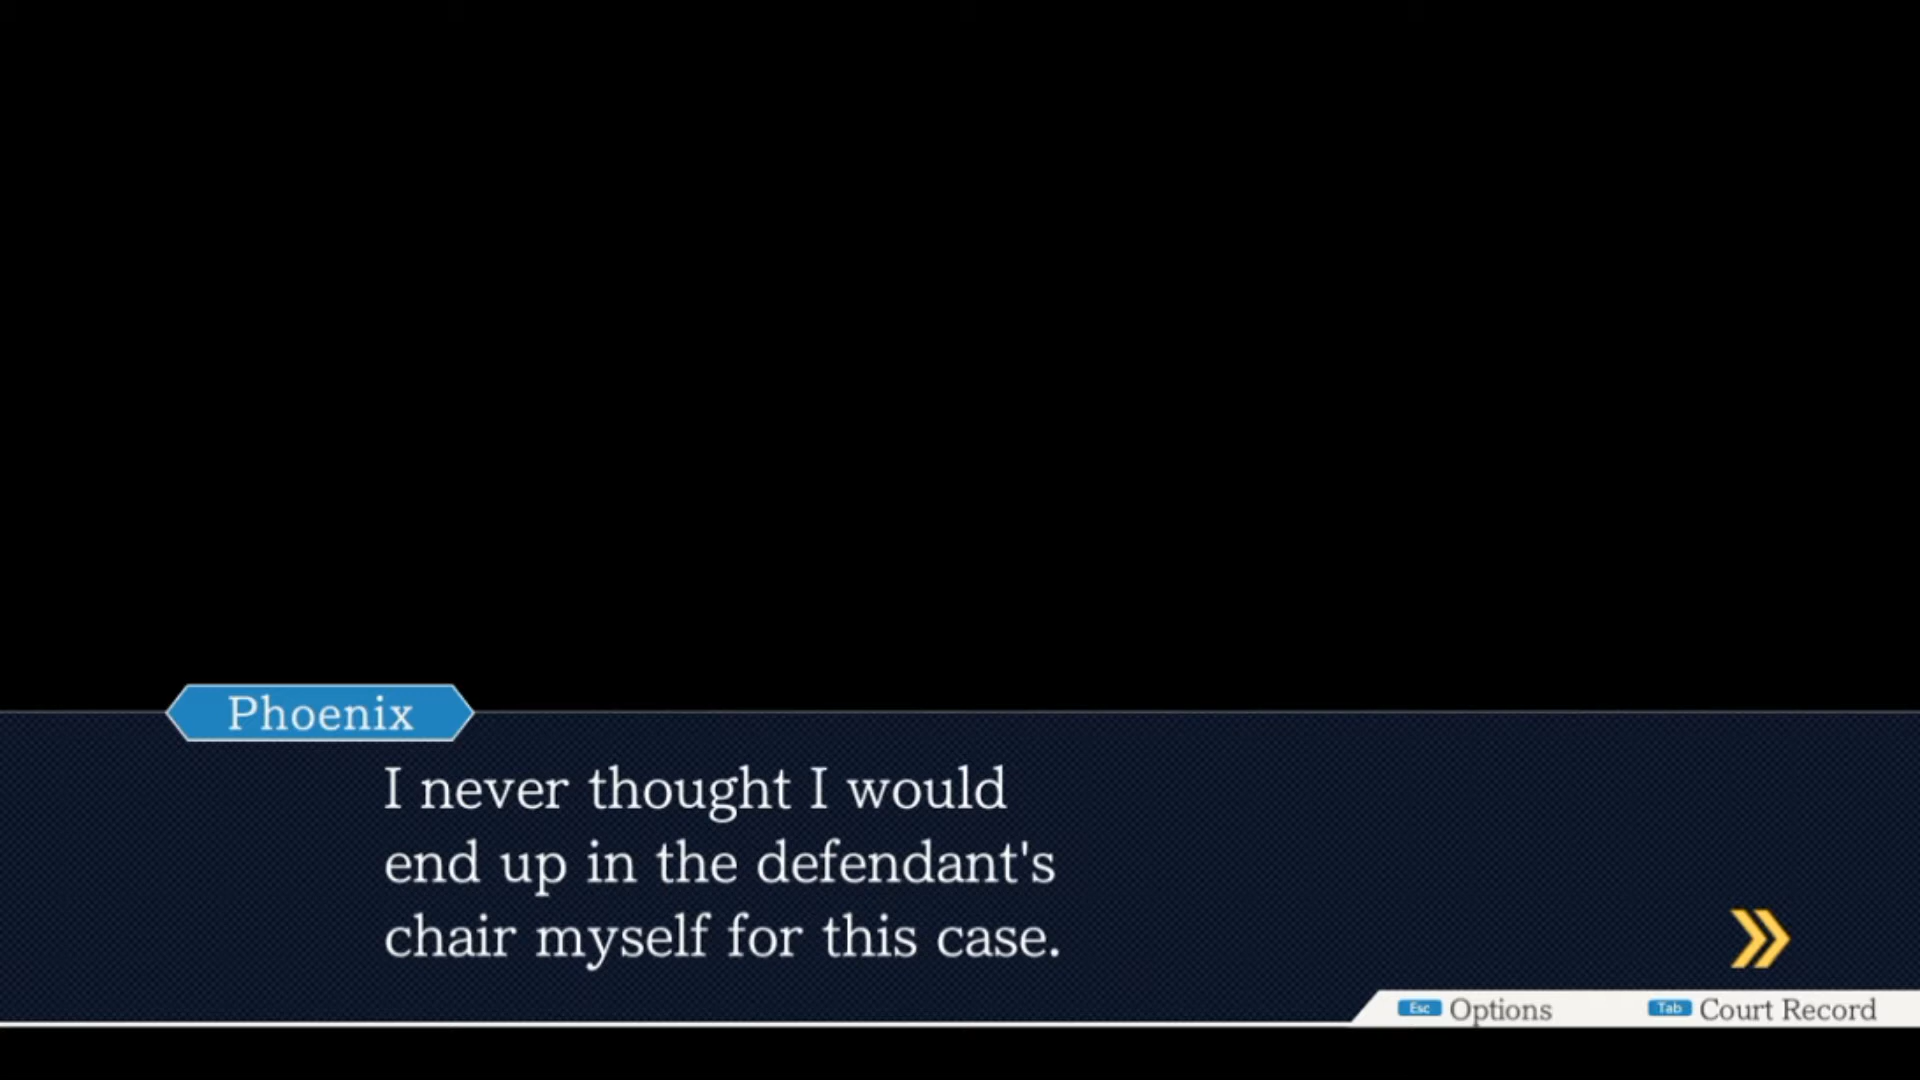 Phoenix
I never thought I would
end up in the defendant's
chair myself for this case.
Esc Options
Tab Court Record